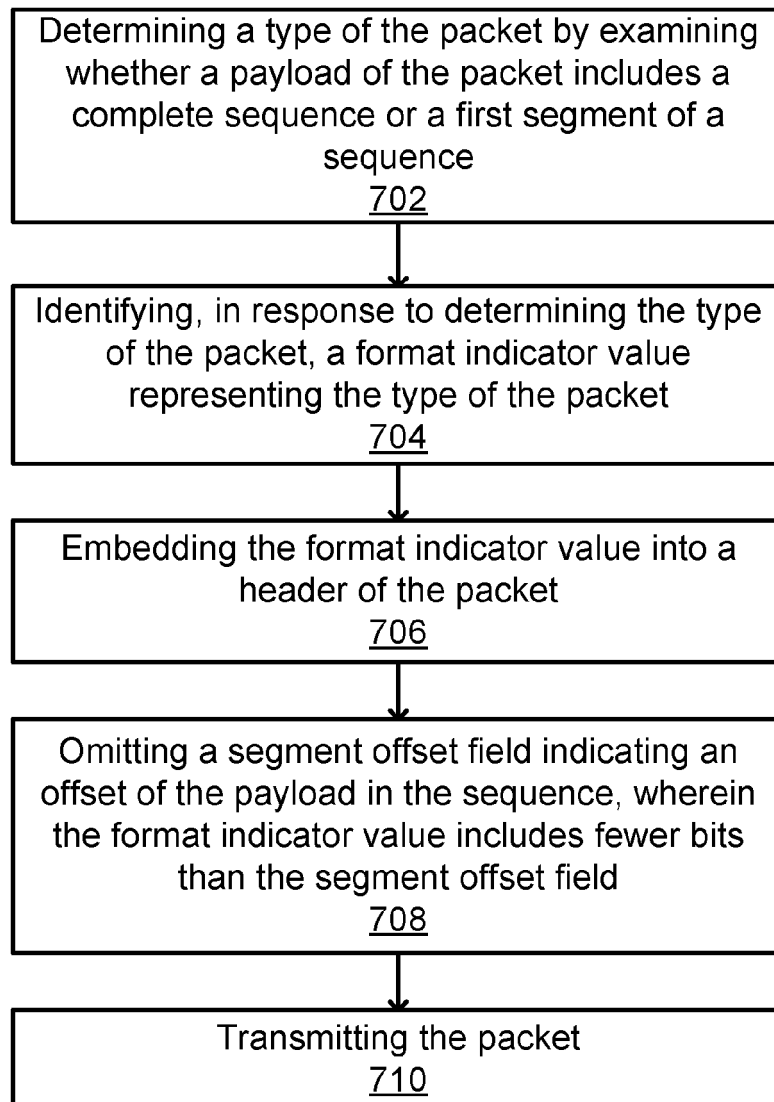 Determining a type of the packet by examining
whether a payload of the packet includes a
complete sequence or a first segment of a
sequence
702
Identifying, in response to determining the type
of the packet, a format indicator value
representing the type of the packet
704
Embedding the format indicator value into a
header of the packet
706
Omitting a segment offset field indicating an
offset of the payload in the sequence, wherein
the format indicator value includes fewer bits
than the segment offset field
708
Transmitting the packet
710